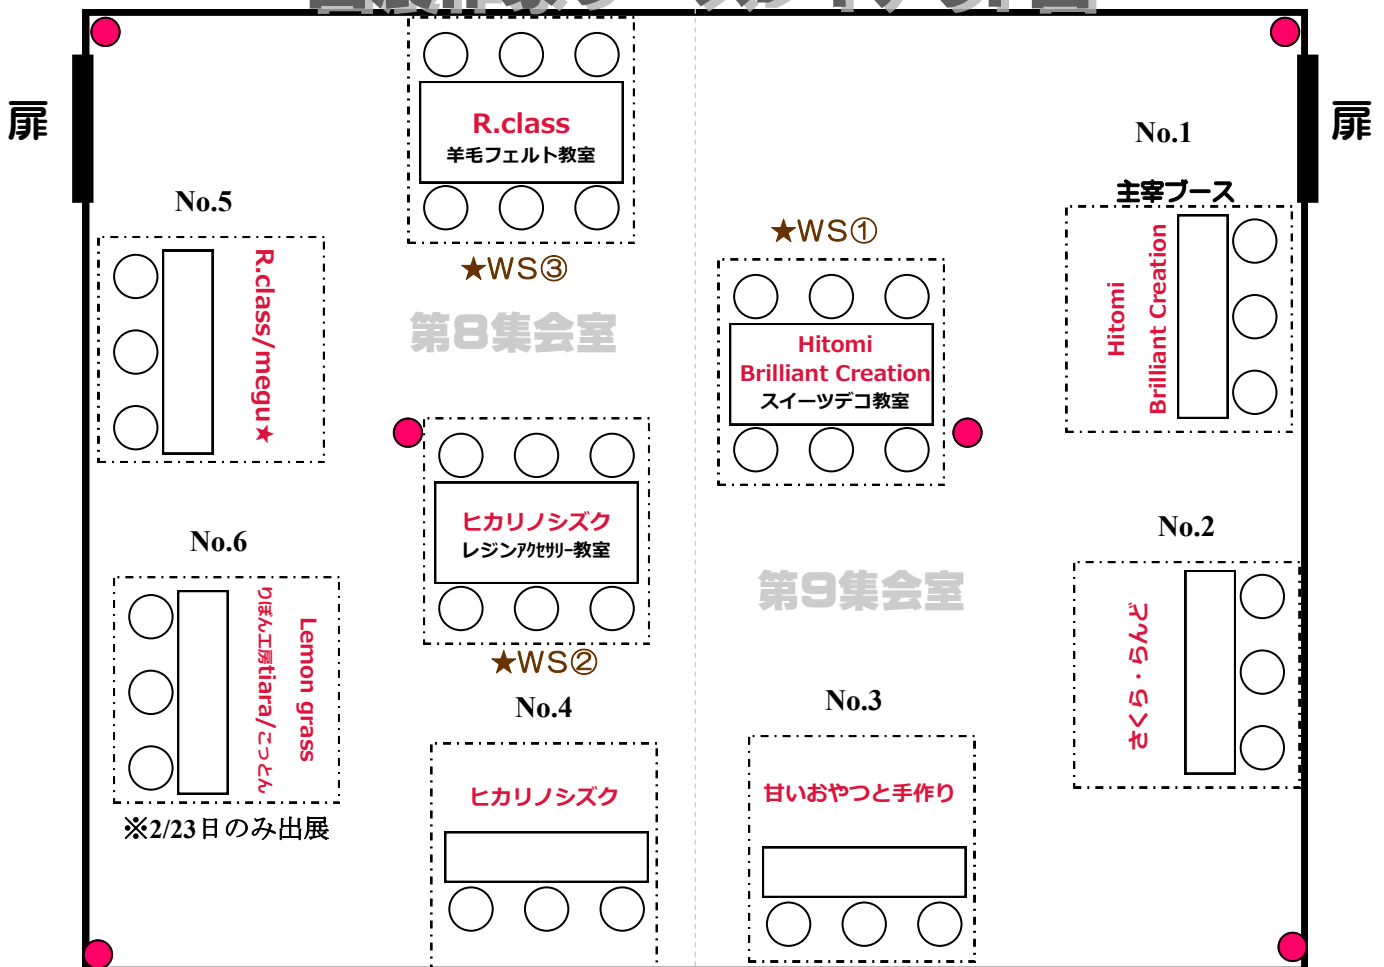 扉
扉
R.class
羊毛フェルト教室
★WS③
No.1
主宰ブース
Hitomi
Brilliant Creation
No.5
R.class/megu★
★WS①
Hitomi
Brilliant Creation
スイーツデコ教室
第8集会室
ヒカリノシズク
レジンアクセサリー教室
★WS②
No.2
さくら・らんど
第9集会室
No.6
Lemon grass
りぼん工房tiara/こっとん
※2/23日のみ出展
No.4
ヒカリノシズク
No.3
甘いおやつと手作り